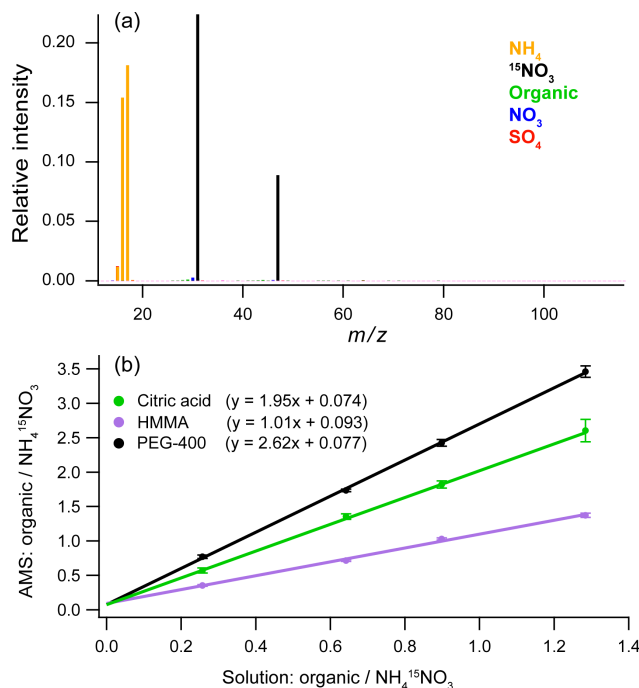 (a)
0.20
0.15
0.10
0.05
0.00
Relative intensity
NH₄
¹⁵NO₃
Organic
NO₃
SO₄
20 40 60 80 100
m/z
(b)
3.5
3.0
2.5
2.0
1.5
1.0
0.5
0.0
AMS: organic / NH₄¹⁵NO₃
Citric acid (y = 1.95x + 0.074)
HMMA (y = 1.01x + 0.093)
PEG-400 (y = 2.62x + 0.077)
0.0 0.2 0.4 0.6 0.8 1.0 1.2 1.4
Solution: organic / NH₄¹⁵NO₃